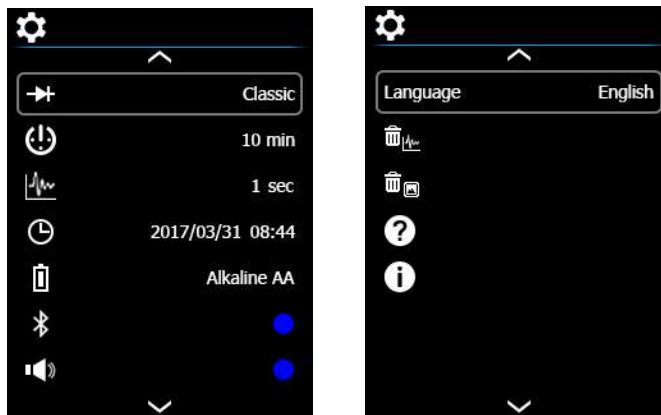 Classic
10 min
1 sec
2017/03/31 08:44
Alkaline AA
Language English